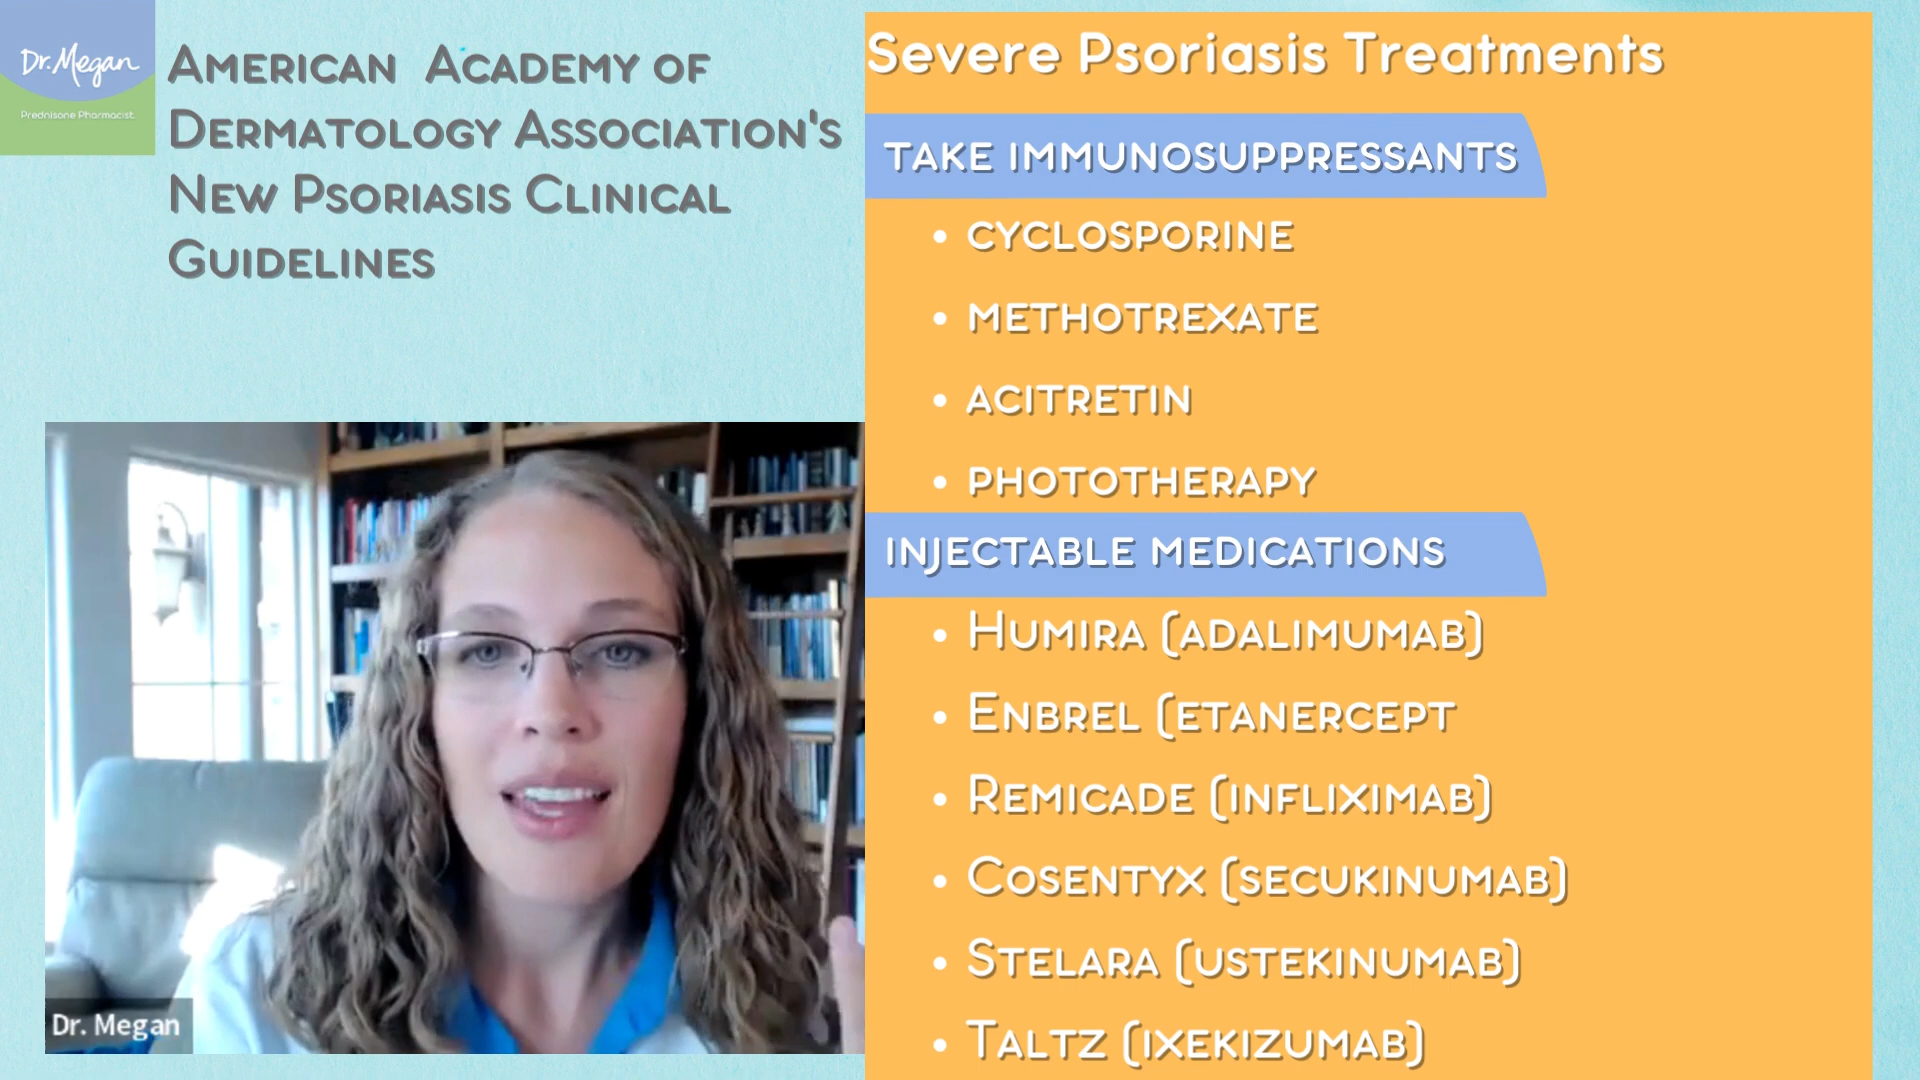 Dr. Megan
Prednisone Pharmacist
American Academy of
Dermatology Association's
New Psoriasis Clinical
Guidelines
Dr. Megan
Severe Psoriasis Treatments
TAKE IMMUNOSUPPRESSANTS
• CYCLOSPORINE
• METHOTREXATE
• ACITRETIN
• PHOTOTHERAPY
INJECTABLE MEDICATIONS
• Humira (adalimumab)
• Enbrel (etanercept
• Remicade (infliximab)
• Cosentyx (secukinumab)
• Stelara (ustekinumab)
• Taltz (ixekizumab)